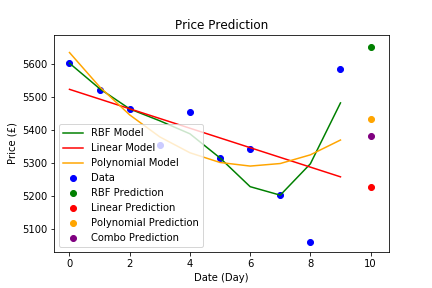 Price Prediction
Price (£)
5600
5500
5400
5300
5200
5100
RBF Model
Linear Model
Polynomial Model
Data
RBF Prediction
Linear Prediction
Polynomial Prediction
Combo Prediction
0
2
4
6
8
10
Date (Day)